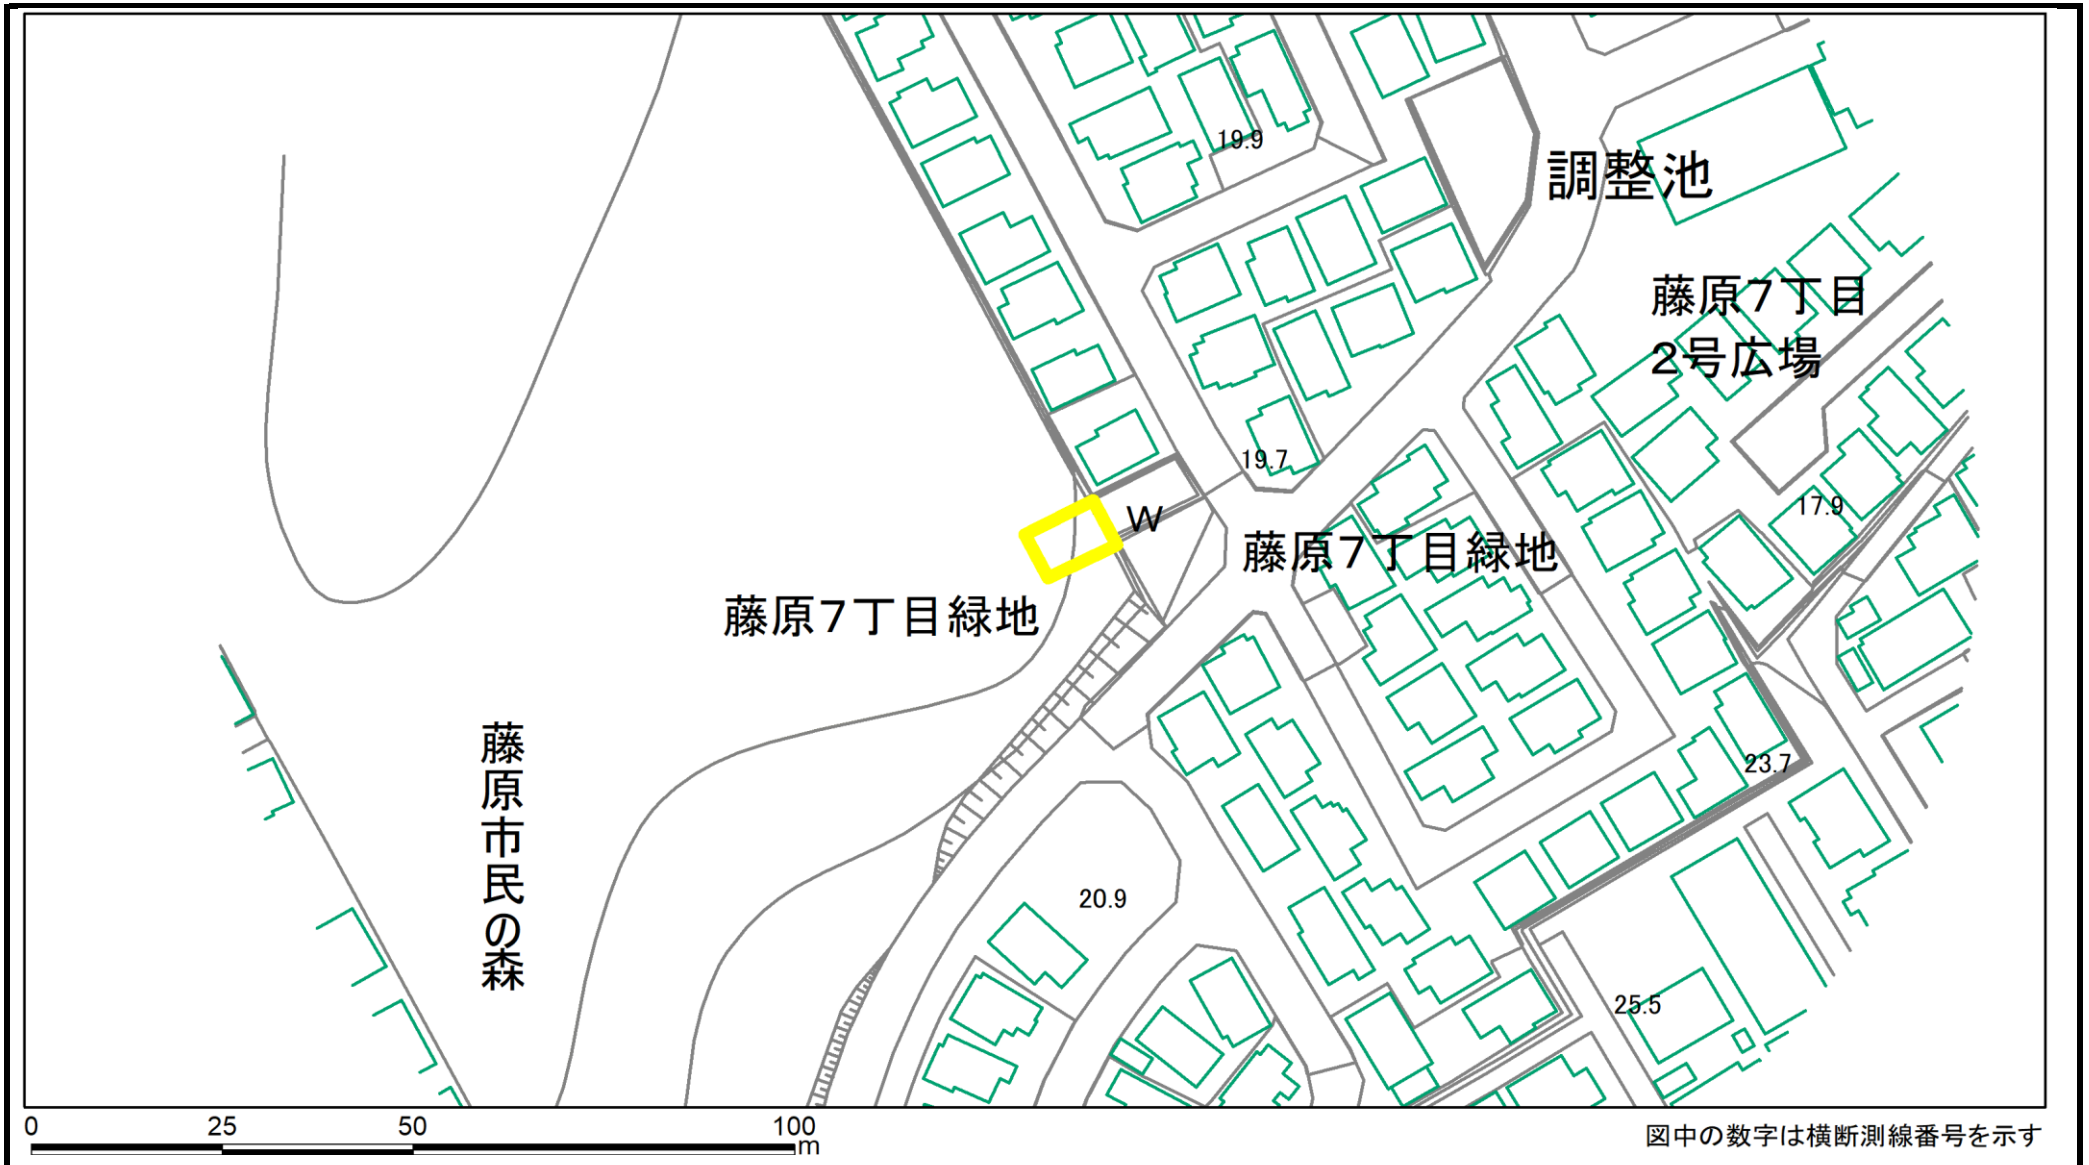 19.9
調整池
藤原7丁目
2号広場
19.7
17.9
W
藤原7丁目緑地
藤原7丁目緑地
藤原市民の森
23.7
20.9
25.5
0 25 50 100
m
図中の数字は横断測線番号を示す